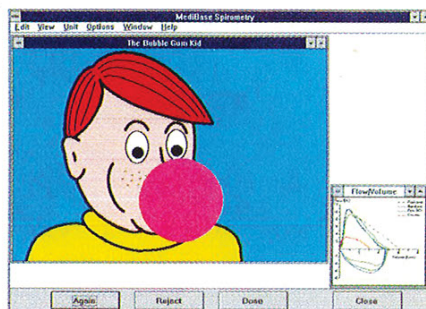 MediBase Spirometry
Edit View Unit Options Window Help
The Bubble Gum Kid
Flow/Volume
Again Reject Done Close